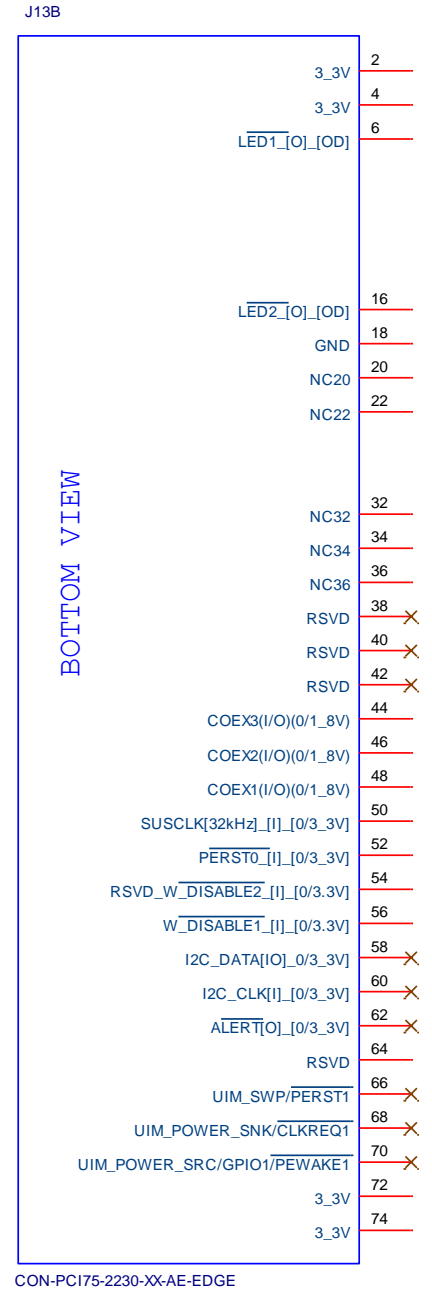 J13B
3_3V 2
3_3V 4
LED1_[O]_[OD] 6
LED2_[O]_[OD] 16
GND 18
NC20 20
NC22 22
NC32 32
NC34 34
NC36 36
RSVD 38
RSVD 40
RSVD 42
COEX3(I/O)(0/1_8V) 44
COEX2(I/O)(0/1_8V) 46
COEX1(I/O)(0/1_8V) 48
SUSCLK[32kHz]_[I]_[0/3_3V] 50
PERST0_[I]_[0/3_3V] 52
RSVD_W_DISABLE2_[I]_[0/3.3V] 54
W_DISABLE1_[I]_[0/3.3V] 56
I2C_DATA[IO]_0/3_3V] 58
I2C_CLK[I]_[0/3_3V] 60
ALERT[O]_[0/3_3V] 62
RSVD 64
UIM_SWP/PERST1 66
UIM_POWER_SNK/CLKREQ1 68
UIM_POWER_SRC/GPIO1/PEWAKE1 70
3_3V 72
3_3V 74
BOTTOM VIEW
CON-PCI75-2230-XX-AE-EDGE